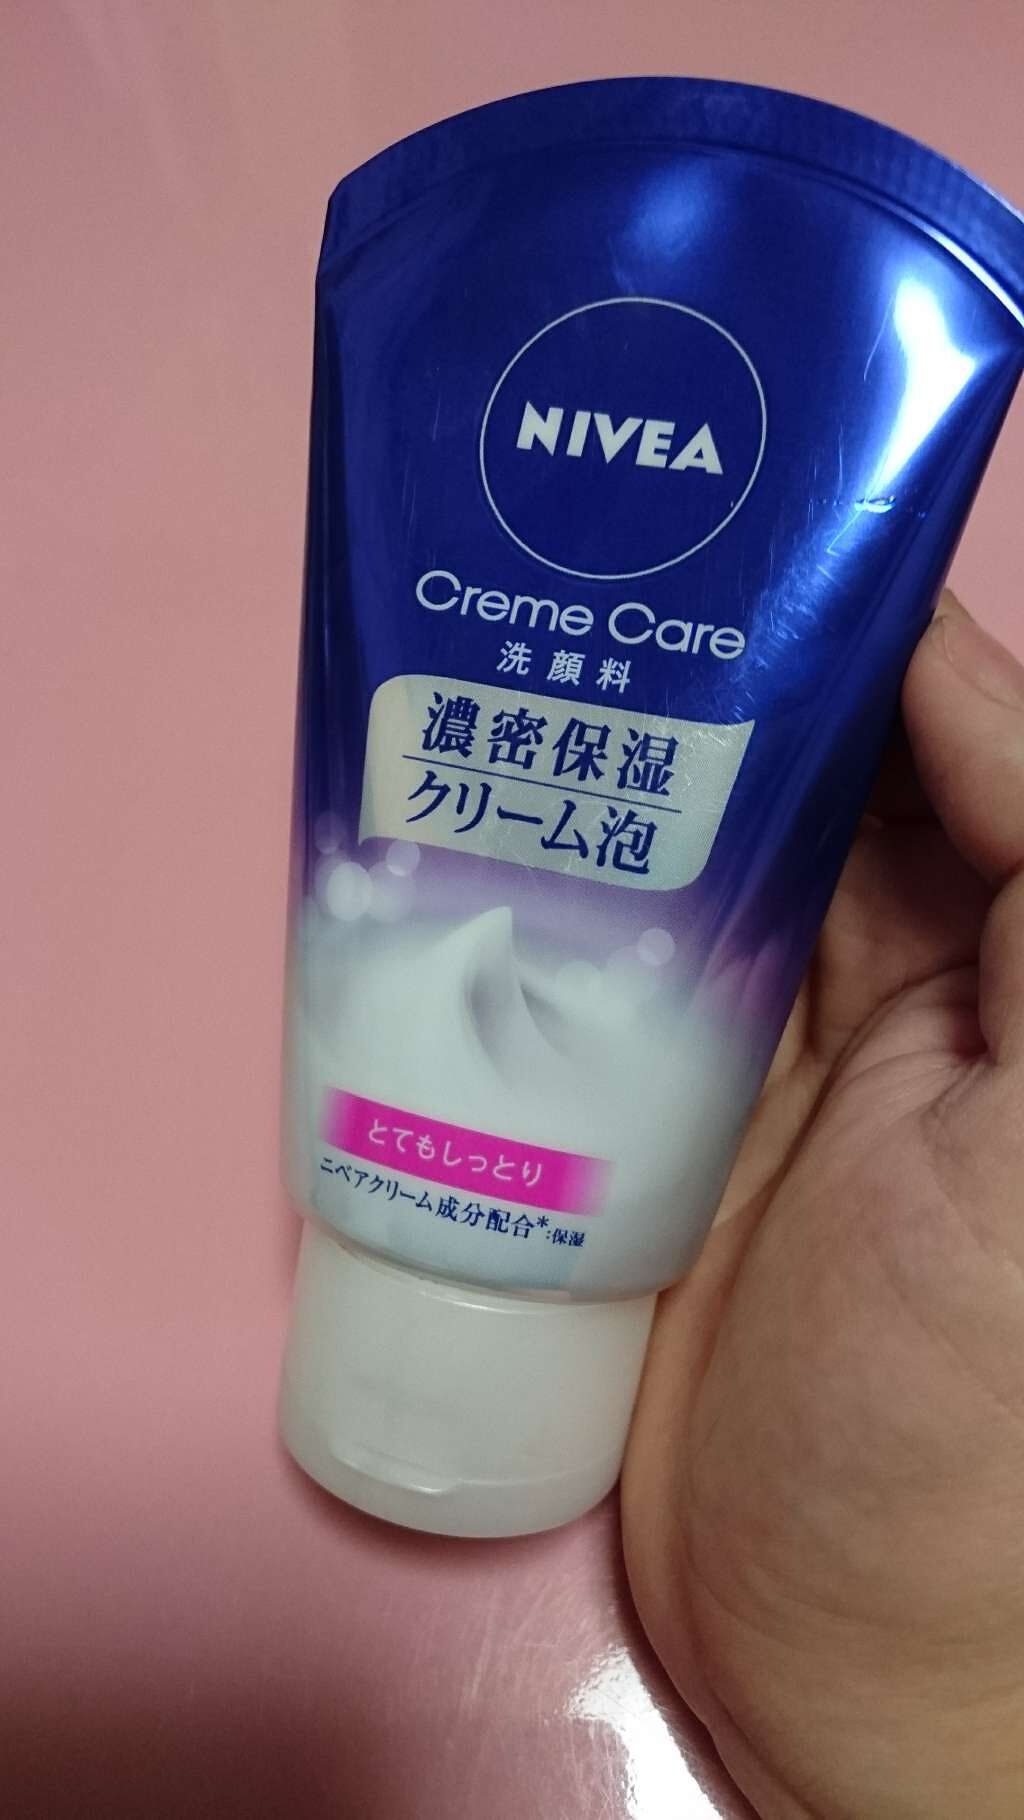 NIVEA
Creme Care
洗顔料
濃密保湿
クリーム泡
とてもしっとり
ニベアクリーム成分配合*:保湿